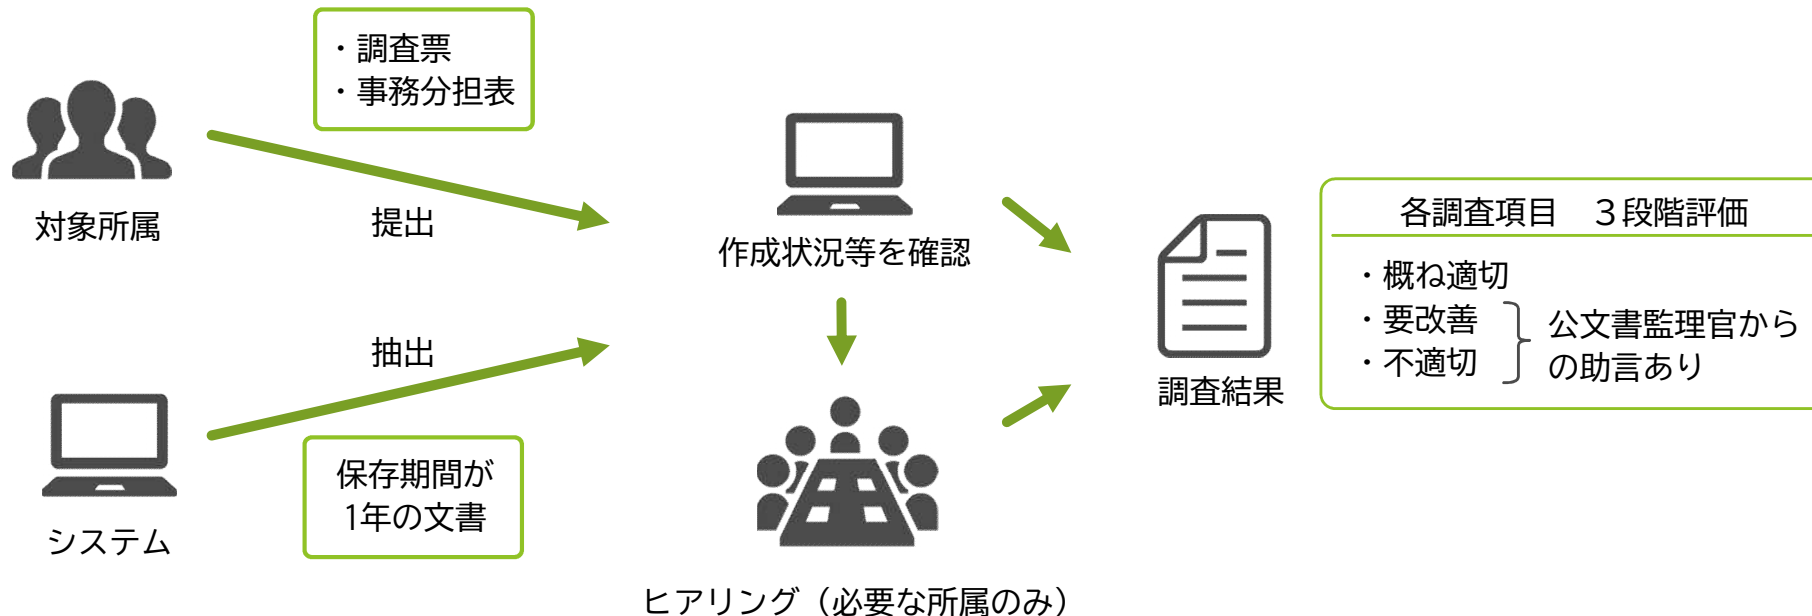 ・調査票
・事務分担表
対象所属
提出
作成状況等を確認
抽出
システム
保存期間が
1年の文書
ヒアリング（必要な所属のみ）
調査結果
各調査項目　３段階評価
・概ね適切
・要改善
・不適切
公文書監理官から
の助言あり